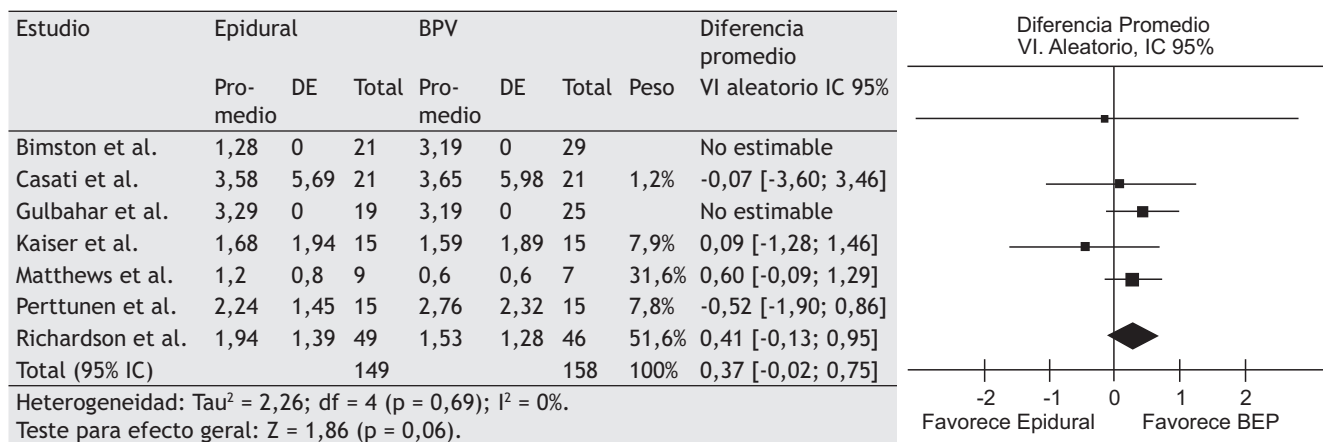 Estudio Epidural BPV Diferencia promedio
Pro-medio DE Total Pro-medio DE Total Peso VI aleatorio IC 95%
Bimston et al. 1,28 0 21 3,19 0 29 No estimable
Casati et al. 3,58 5,69 21 3,65 5,98 21 1,2% -0,07 [-3,60; 3,46]
Gulbahar et al. 3,29 0 19 3,19 0 25 No estimable
Kaiser et al. 1,68 1,94 15 1,59 1,89 15 7,9% 0,09 [-1,28; 1,46]
Matthews et al. 1,2 0,8 9 0,6 0,6 7 31,6% 0,60 [-0,09; 1,29]
Perttunen et al. 2,24 1,45 15 2,76 2,32 15 7,8% -0,52 [-1,90; 0,86]
Richardson et al. 1,94 1,39 49 1,53 1,28 46 51,6% 0,41 [-0,13; 0,95]
Total (95% IC) 149 158 100% 0,37 [-0,02; 0,75]
Heterogeneidad: Tau² = 2,26; df = 4 (p = 0,69); I² = 0%.
Teste para efecto geral: Z = 1,86 (p = 0,06).
Diferencia Promedio
VI. Aleatorio, IC 95%
-2 -1 0 1 2
Favorece Epidural Favorece BEP